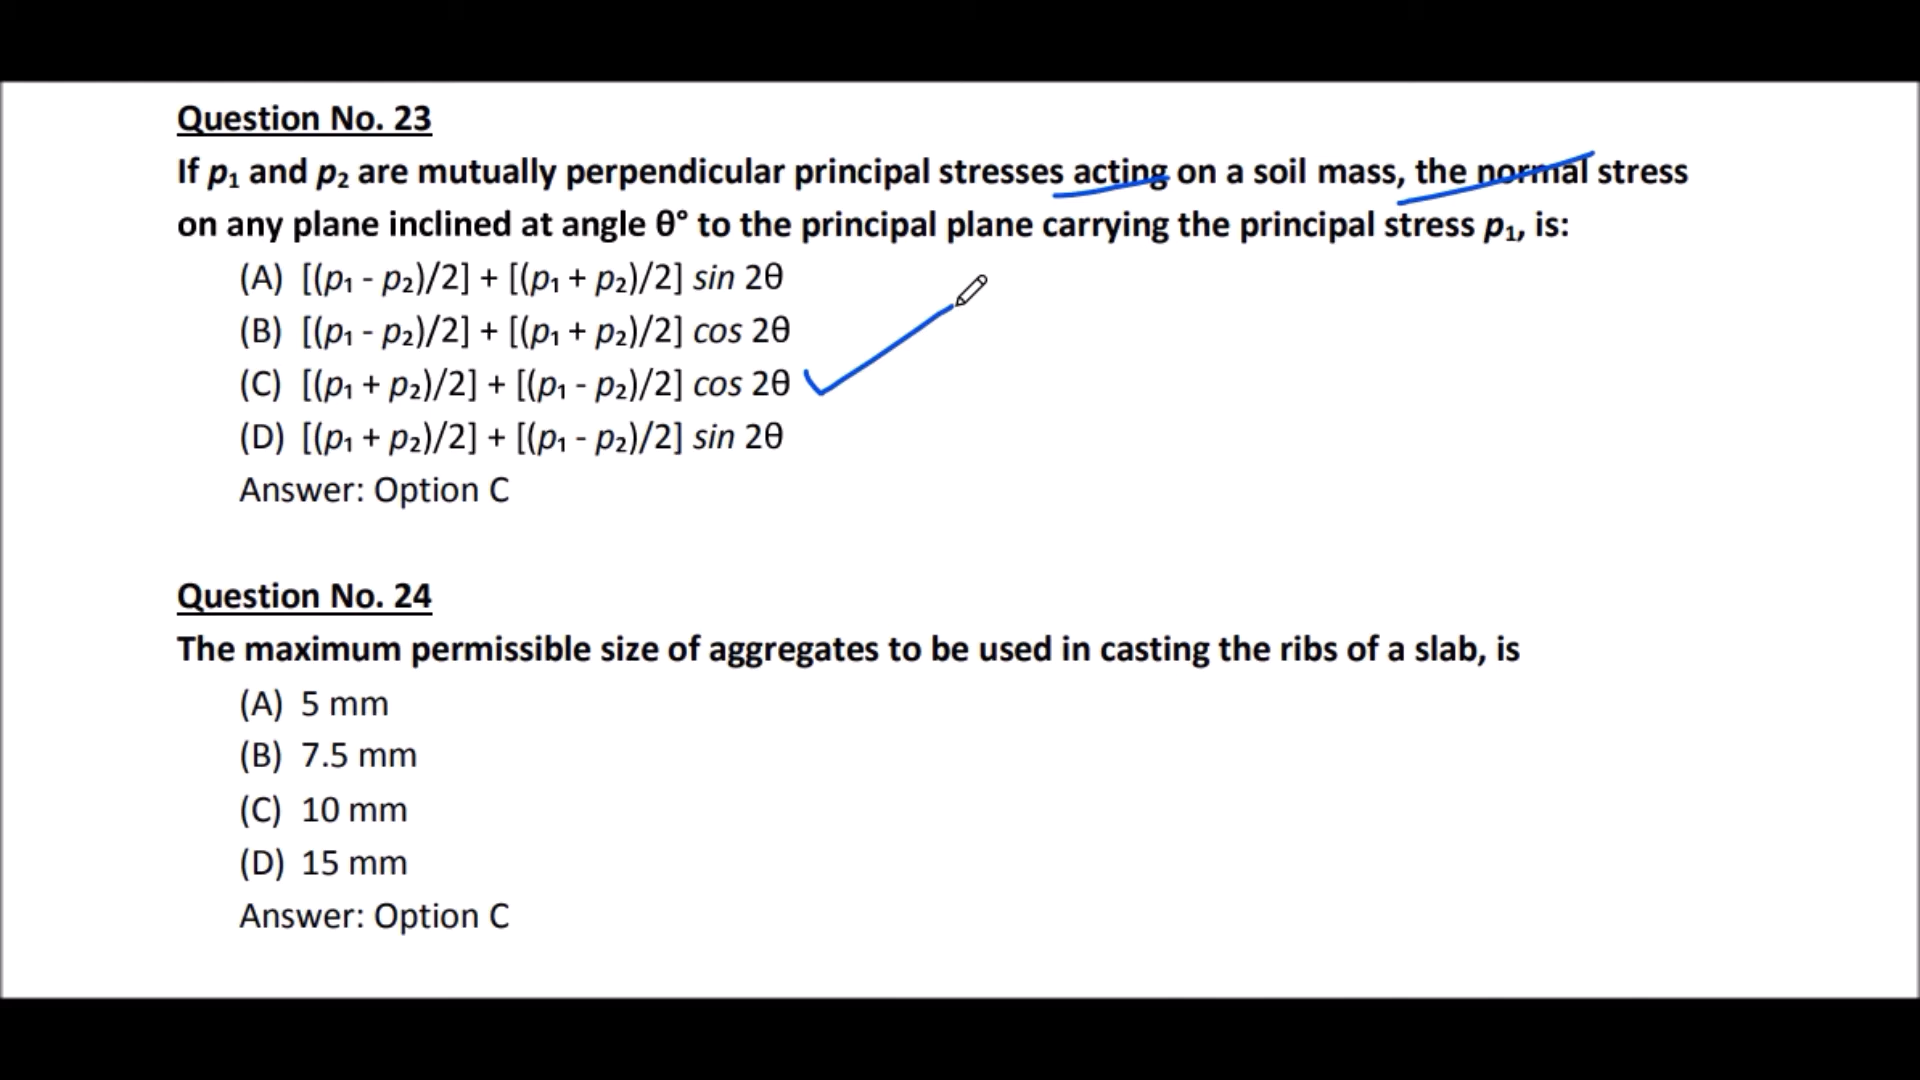 Question No. 23
If p₁ and p₂ are mutually perpendicular principal stresses acting on a soil mass, the normal stress
on any plane inclined at angle θ° to the principal plane carrying the principal stress p₁, is:
(A) [(p₁ - p₂)/2] + [(p₁ + p₂)/2] sin 2θ
(B) [(p₁ - p₂)/2] + [(p₁ + p₂)/2] cos 2θ
(C) [(p₁ + p₂)/2] + [(p₁ - p₂)/2] cos 2θ
(D) [(p₁ + p₂)/2] + [(p₁ - p₂)/2] sin 2θ
Answer: Option C
Question No. 24
The maximum permissible size of aggregates to be used in casting the ribs of a slab, is
(A) 5 mm
(B) 7.5 mm
(C) 10 mm
(D) 15 mm
Answer: Option C